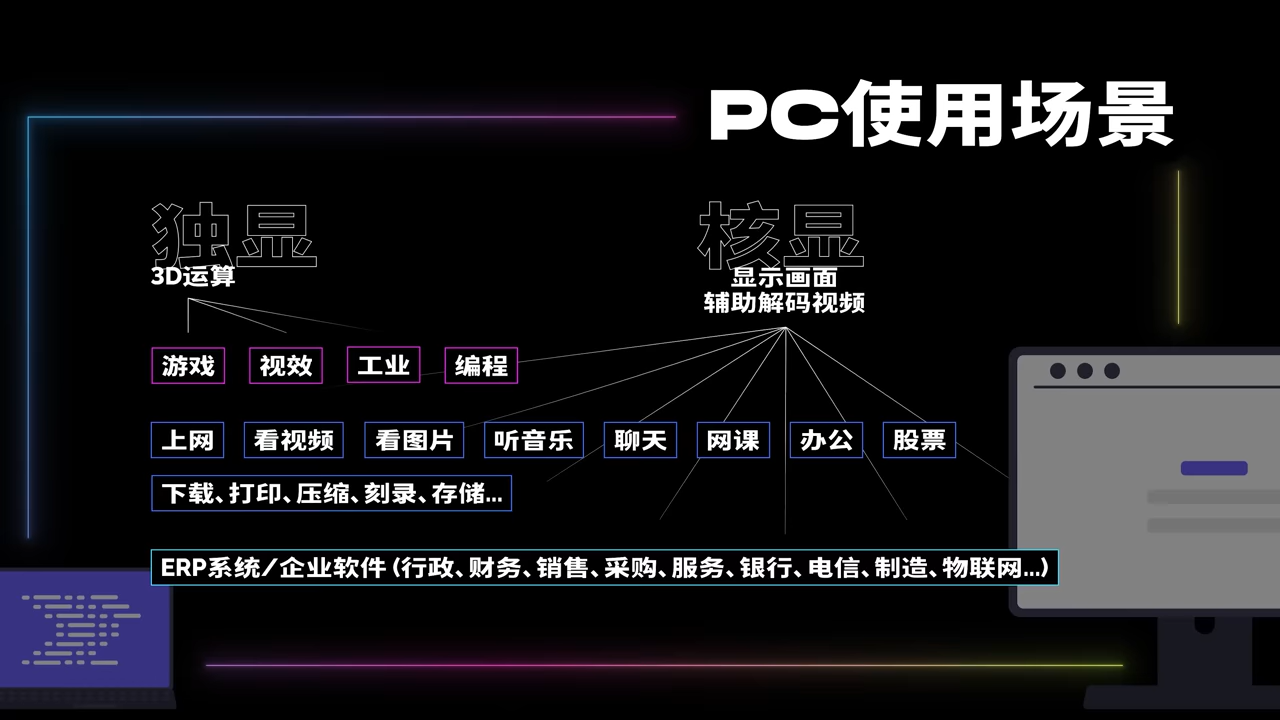 PC使用场景
独显
3D运算
核显
显示画面
辅助解码视频
游戏 视效 工业 编程
上网 看视频 看图片 听音乐 聊天 网课 办公 股票
下载、打印、压缩、刻录、存储...
ERP系统/企业软件(行政、财务、销售、采购、服务、银行、电信、制造、物联网...)